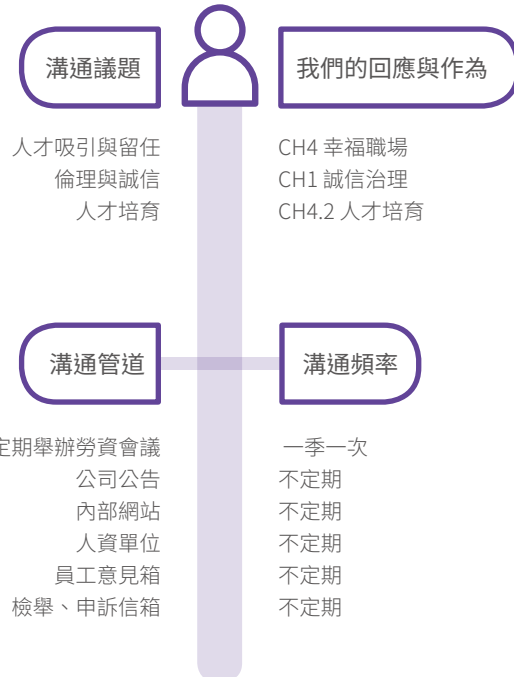 溝通議題
我們的回應與作為
人才吸引與留任
CH4 幸福職場
倫理與誠信
CH1 誠信治理
人才培育
CH4.2 人才培育
溝通管道
溝通頻率
定期舉辦勞資會議
一季一次
公司公告
不定期
內部網站
不定期
人資單位
不定期
員工意見箱
不定期
檢舉、申訴信箱
不定期